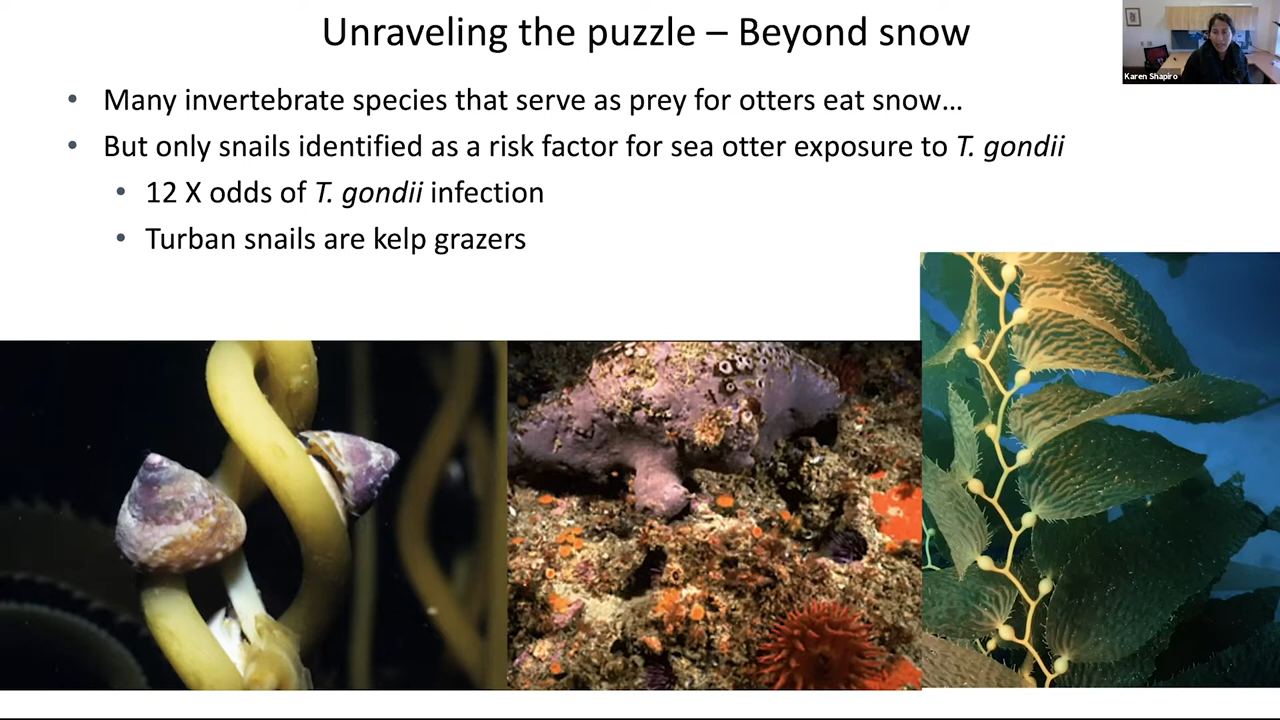 Unraveling the puzzle – Beyond snow
Karen Shapiro
• Many invertebrate species that serve as prey for otters eat snow…
• But only snails identified as a risk factor for sea otter exposure to T. gondii
• 12 X odds of T. gondii infection
• Turban snails are kelp grazers